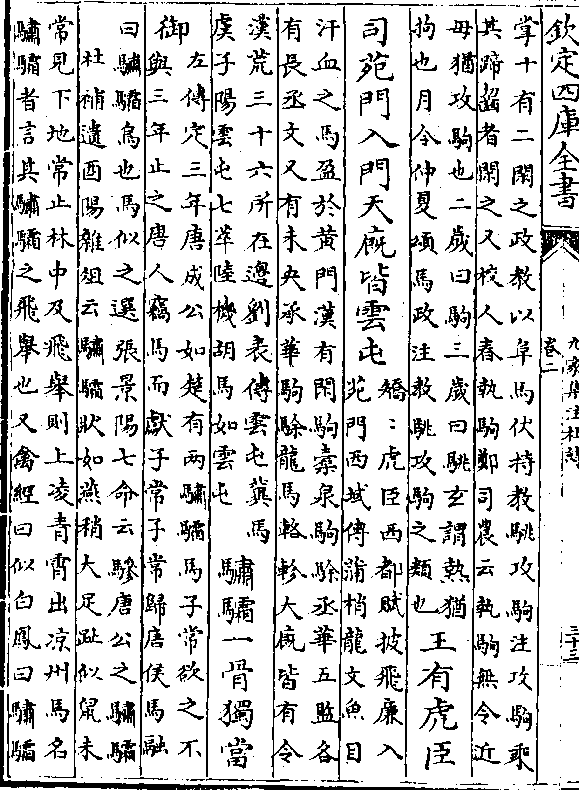 欽定四庫全書
卷二
三十三
掌十有二閑之政教以阜馬伏特教駣攻駒注攻駒乘
其蹄齧者閑之又校人春執駒鄭司農云執駒無令近
母猶攻駒也二歲曰駒三歲曰駣玄謂執猶
拘也月令仲夏頒馬政注教駣攻駒之類也
王有虎臣
司苑門入門天廐皆雲屯
矯〻虎臣西都賦披飛廉入
苑門西域傳蒲梢龍文魚目
汗血之馬盈於黄門漢有閑駒橐泉駒騟丞華五監各
有長丞文又有未央承華駒騟龍馬輅軨大廐皆有令
漢荒三十六所在邊劉表傳雲屯冀馬
虞子陽雲屯七萃陸機胡馬如雲屯
驌驦一骨獨當
御
左傳定三年唐成公如楚有兩驌驦馬子常欲之不
與三年止之唐人竊馬而獻子常子常歸唐侯馬融
曰驌驦鳥也馬似之選張景陽七命云驂唐公之驌驦
杜補遺酉陽雜俎云驌驦狀如燕稍大足趾似鼠未
常見下地常止林中及飛舉則上凌青霄出凉州馬名
驌驦者言其驌驦之飛舉也又禽經曰似白鳳曰驌驦